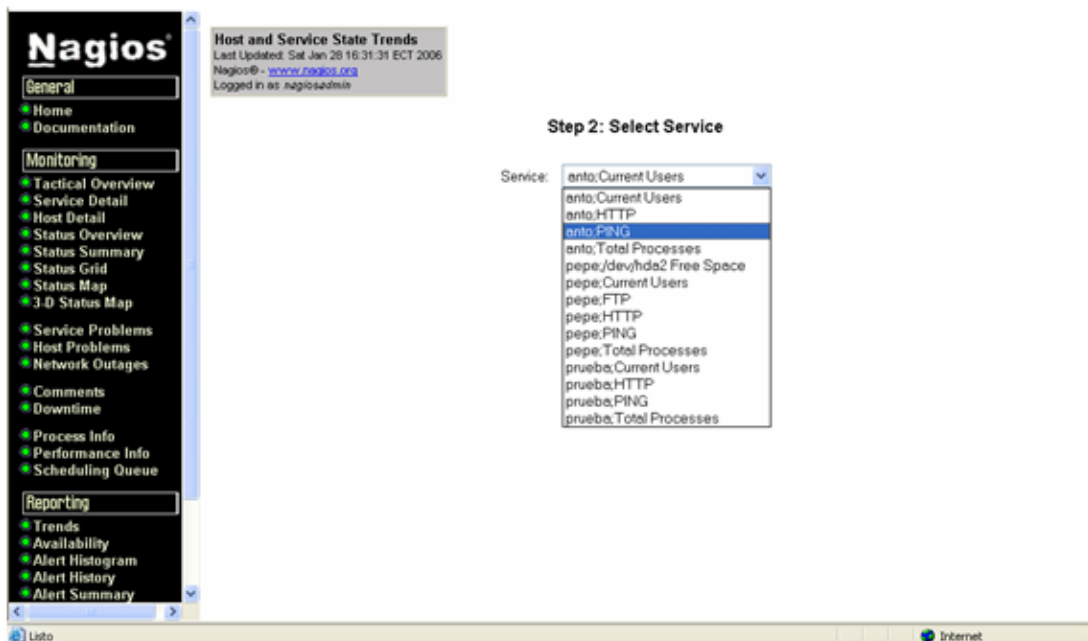 Nagios®
General
Home
Documentation
Monitoring
Tactical Overview
Service Detail
Host Detail
Status Overview
Status Summary
Status Grid
Status Map
3-D Status Map
Service Problems
Host Problems
Network Outages
Comments
Downtime
Process Info
Performance Info
Scheduling Queue
Reporting
Trends
Availability
Alert Histogram
Alert History
Alert Summary
Host and Service State Trends
Last Updated: Sat Jan 28 16:31:31 ECT 2006
Nagios® - www.nagios.org
Logged in as nagiosadmin
Step 2: Select Service
Service: anto;Current Users
anto;Current Users
anto;HTTP
anto;PING
anto;Total Processes
pepe;/dev/hda2 Free Space
pepe;Current Users
pepe;FTP
pepe;HTTP
pepe;PING
pepe;Total Processes
prueba;Current Users
prueba;HTTP
prueba;PING
prueba;Total Processes
Listo
Internet